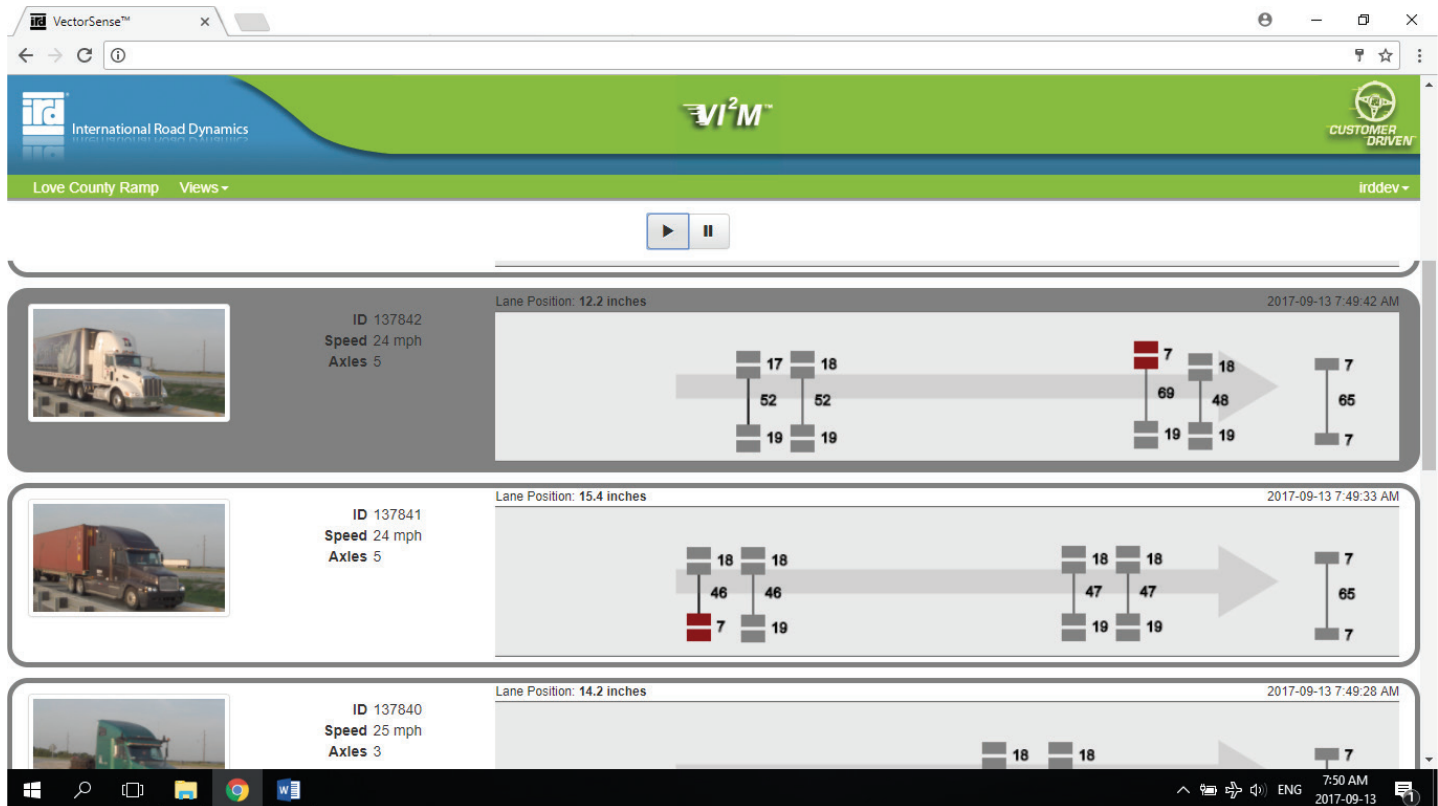 VectorSense™
ird
International Road Dynamics
VI²M™
CUSTOMER
DRIVEN
Love County Ramp Views irddev
Lane Position: 12.2 inches 2017-09-13 7:49:42 AM
ID 137842
Speed 24 mph
Axles 5
17 18 7 18 7
52 52 69 48 65
19 19 19 19 7
Lane Position: 15.4 inches 2017-09-13 7:49:33 AM
ID 137841
Speed 24 mph
Axles 5
18 18 18 18 7
46 46 47 47 65
7 19 19 19 7
Lane Position: 14.2 inches 2017-09-13 7:49:28 AM
ID 137840
Speed 25 mph
Axles 3
18 18 7
ENG 7:50 AM
2017-09-13